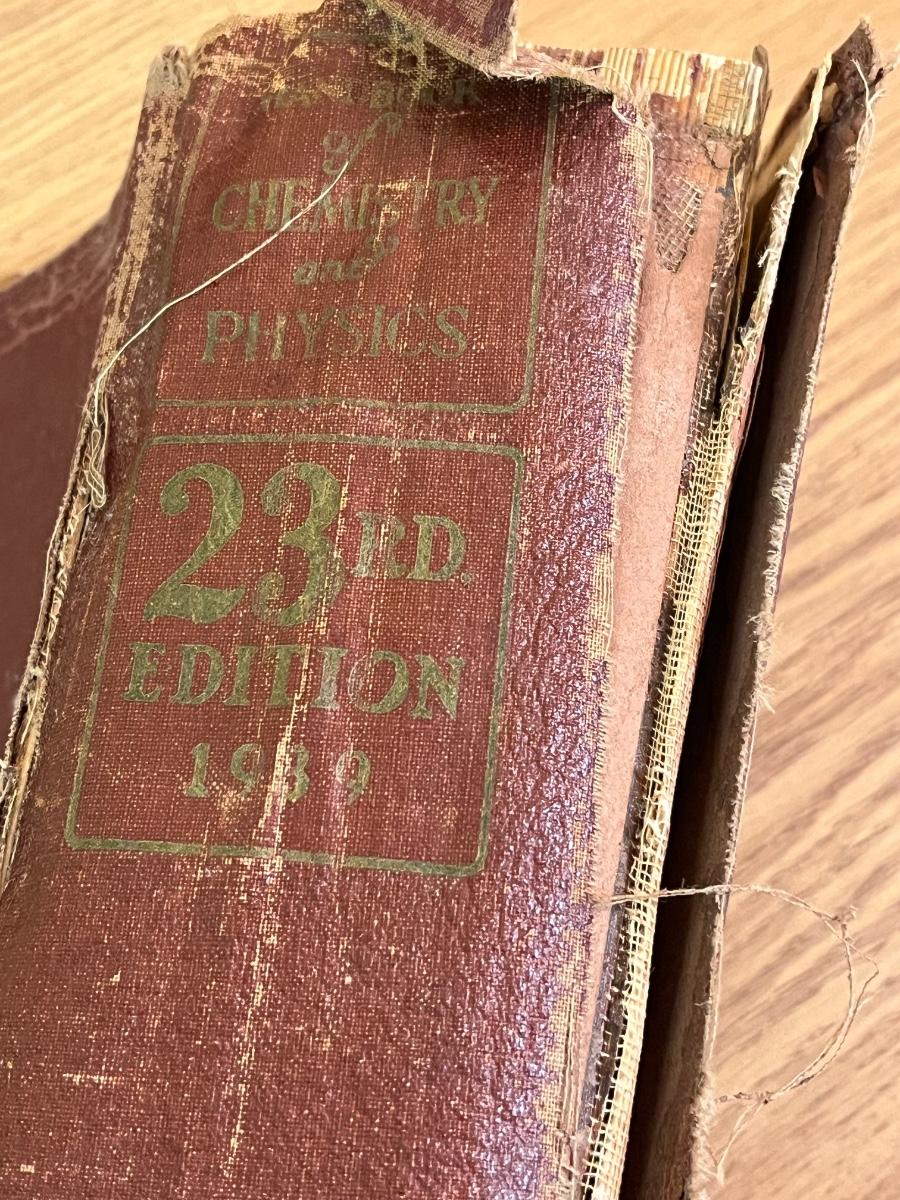 of
CHEMISTRY
and
PHYSICS
23RD.
EDITION
1939